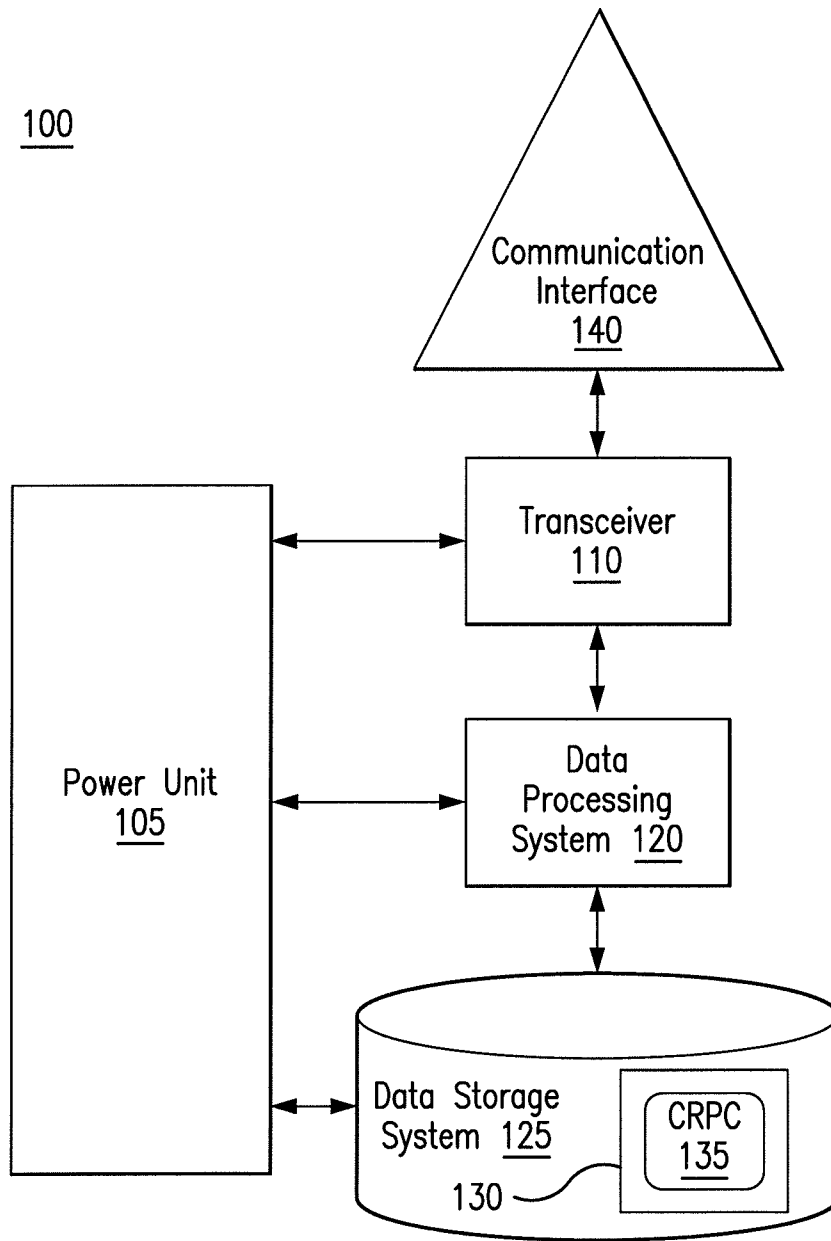 100
Communication
Interface
140
Transceiver
110
Power Unit
105
Data
Processing
System 120
Data Storage
System 125
CRPC
135
130